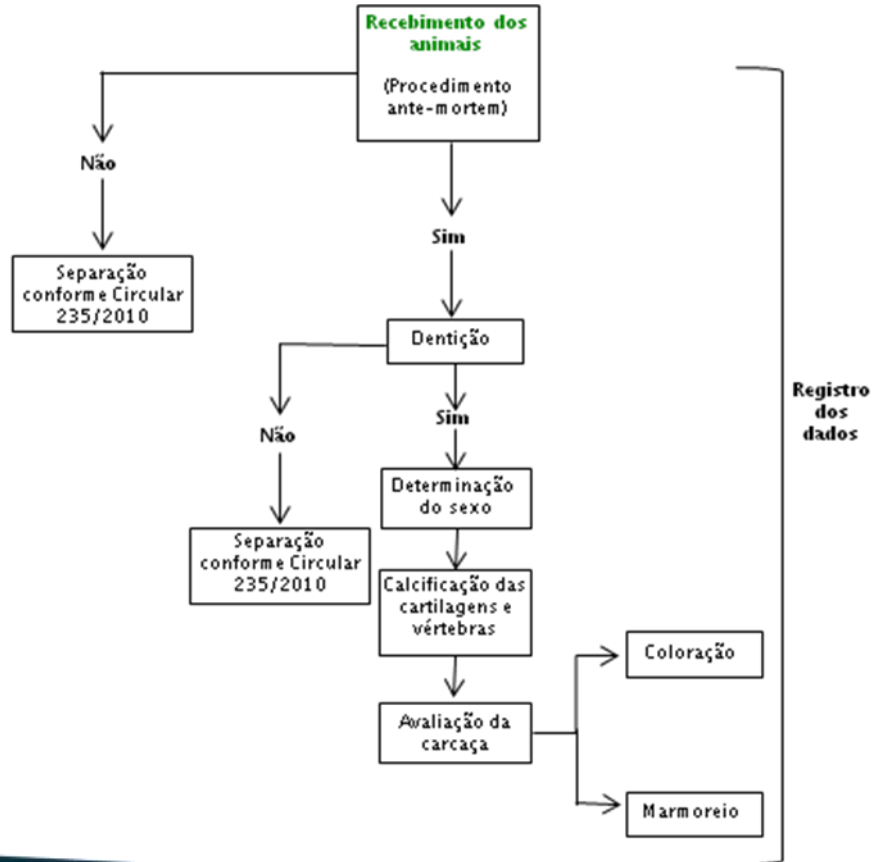 Recebimento dos
animais
(Procedimento
ante-mortem)
Não
Sim
Separação
conforme Circular
235/2010
Dentição
Não
Sim
Separação
conforme Circular
235/2010
Determinação
do sexo
Calcificação das
cartilagens e
vértebras
Avaliação da
carcaça
Coloração
Marmoreio
Registro
dos
dados